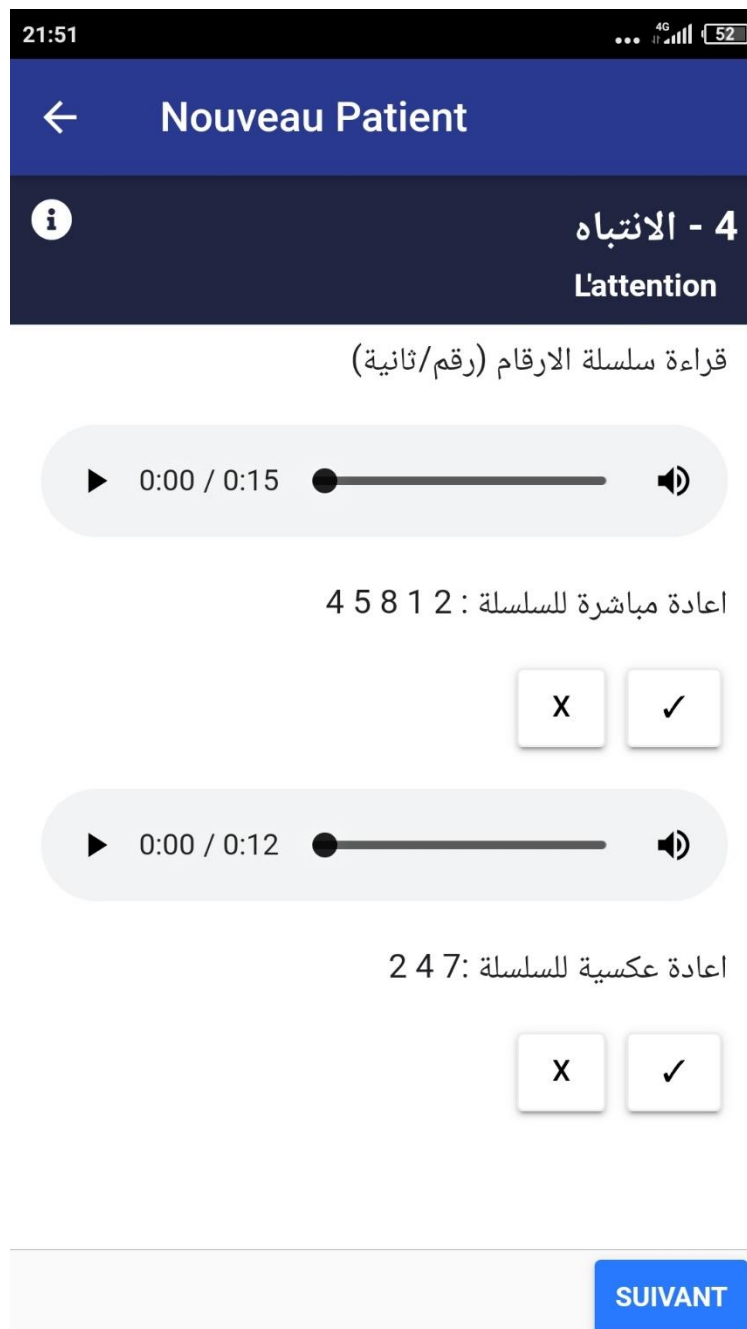 21:51
4G 52
Nouveau Patient
4 - الانتباه
L'attention
قراءة سلسلة الارقام (رقم/ثانية)
0:00 / 0:15
اعادة مباشرة للسلسلة : 2 1 8 5 4
X ✓
0:00 / 0:12
اعادة عكسية للسلسلة :7 4 2
X ✓
SUIVANT